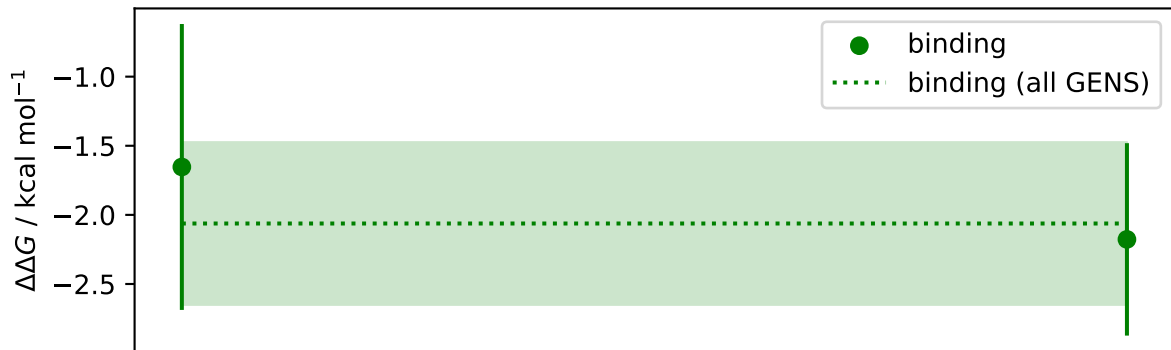 ΔΔG / kcal mol⁻¹
−1.0
−1.5
−2.0
−2.5
binding
binding (all GENS)